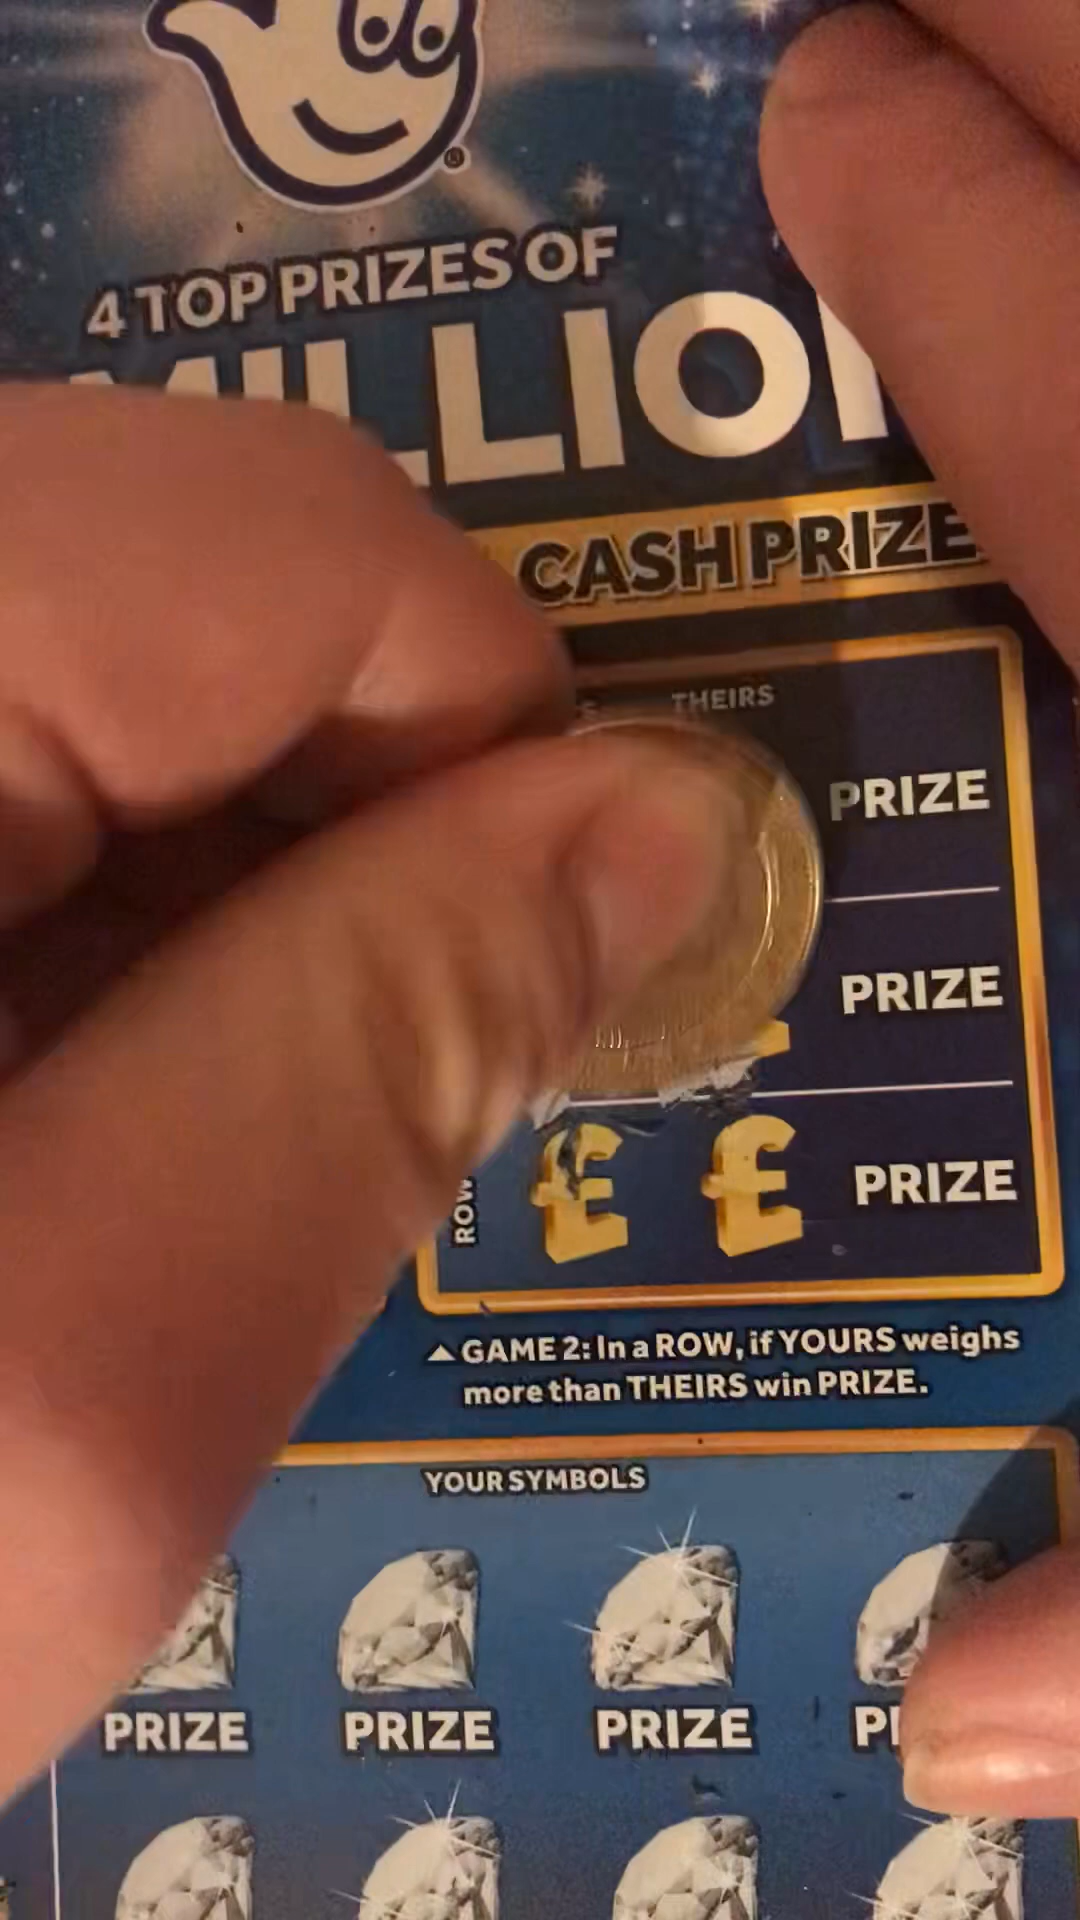 4 TOP PRIZES OF
MILLION
CASH PRIZE
THEIRS
PRIZE
PRIZE
ROW
£ £ PRIZE
▲GAME 2: In a ROW, if YOURS weighs
more than THEIRS win PRIZE.
YOUR SYMBOLS
PRIZE PRIZE PRIZE